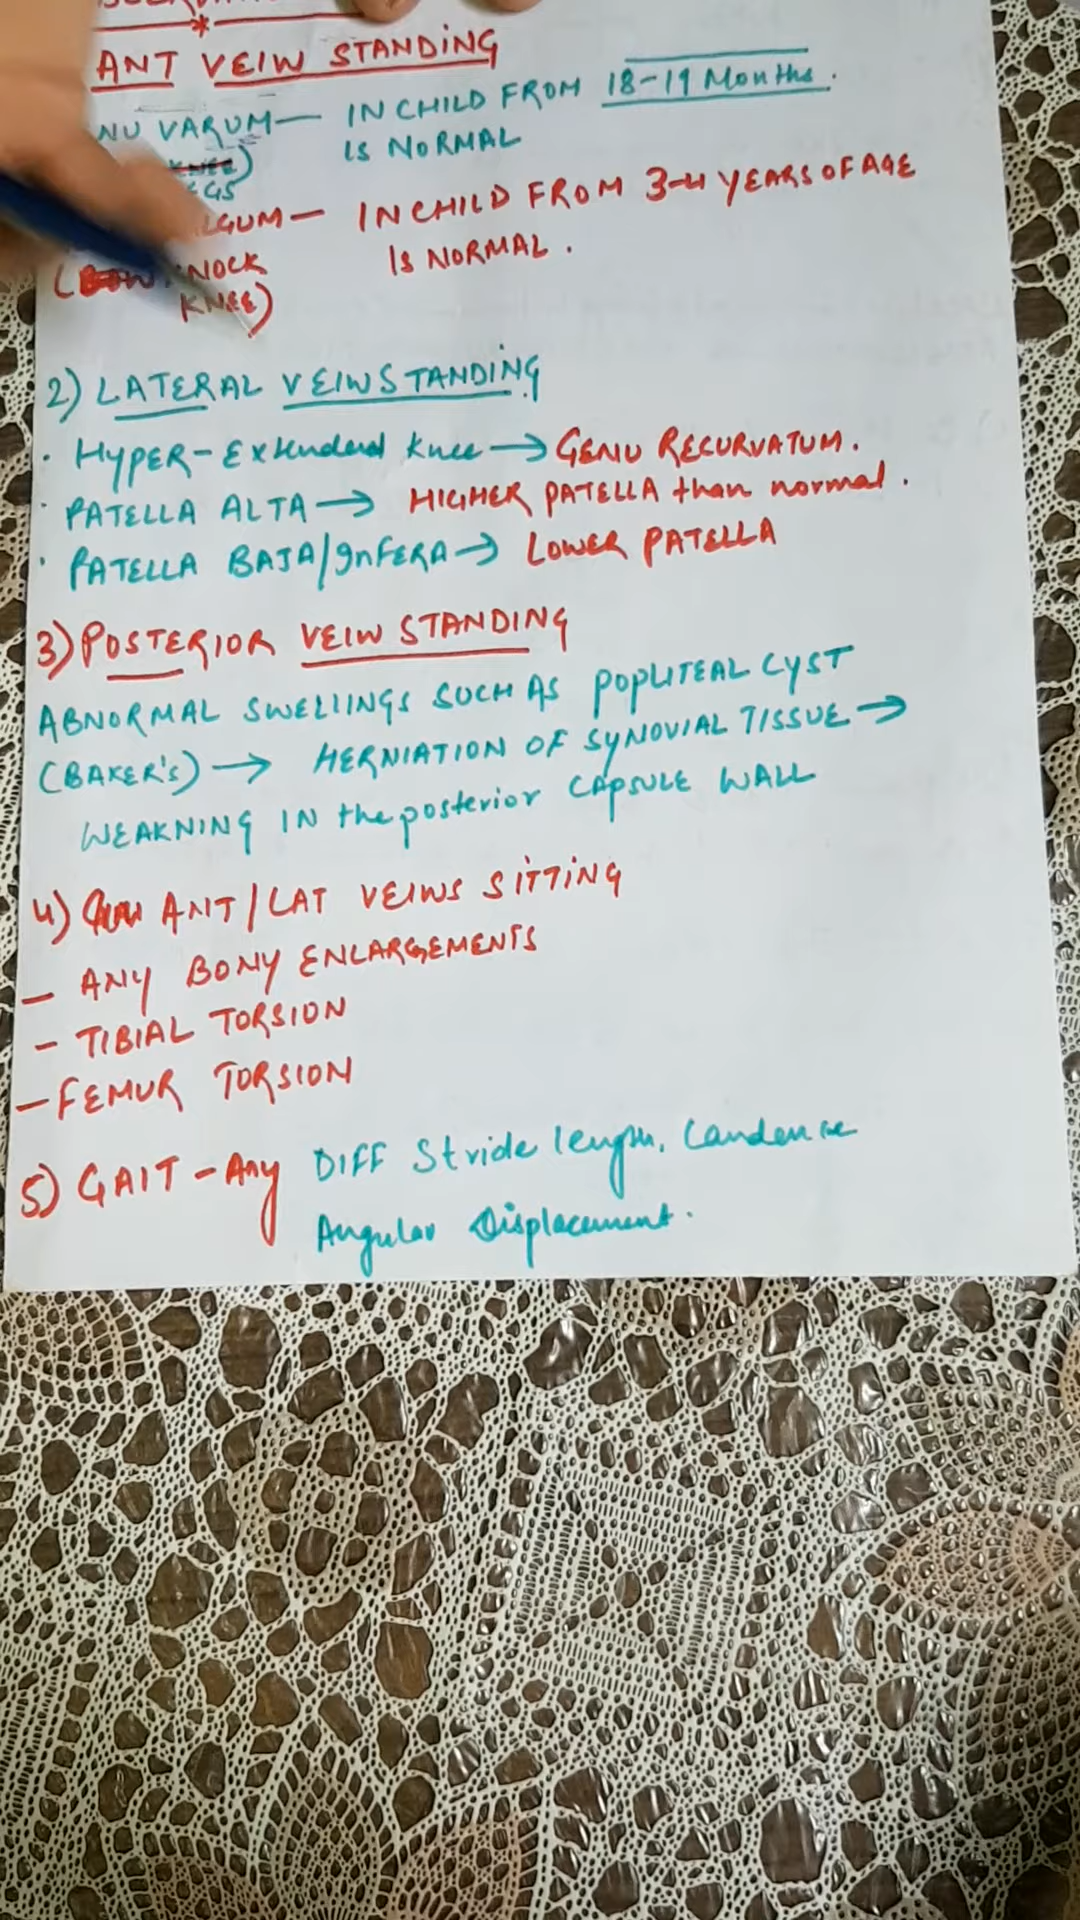 ANT VEIW STANDING
NU VARUM— IN CHILD FROM 18-19 Months.
KNEE) IS NORMAL
EGS
LGUM— IN CHILD FROM 3-4 YEARS OF AGE
( KNOCK IS NORMAL.
KNEE)
2) LATERAL VEIW STANDING
· HYPER-Extended Knee → GENU RECURVATUM.
· PATELLA ALTA → HIGHER PATELLA than normal.
· PATELLA BAJA/InFERA → LOWER PATELLA
3) POSTERIOR VEIW STANDING
ABNORMAL SWELLINGS SUCH AS POPLITEAL CYST
(BAKER'S) → HERNIATION OF SYNOVIAL TISSUE →
WEAKNING IN the posterior CAPSULE WALL
4) ANT/LAT VEIWS SITTING
– ANY BONY ENLARGEMENTS
– TIBIAL TORSION
– FEMUR TORSION
5) GAIT - Any DIFF Stride length,
Angular Displacement.